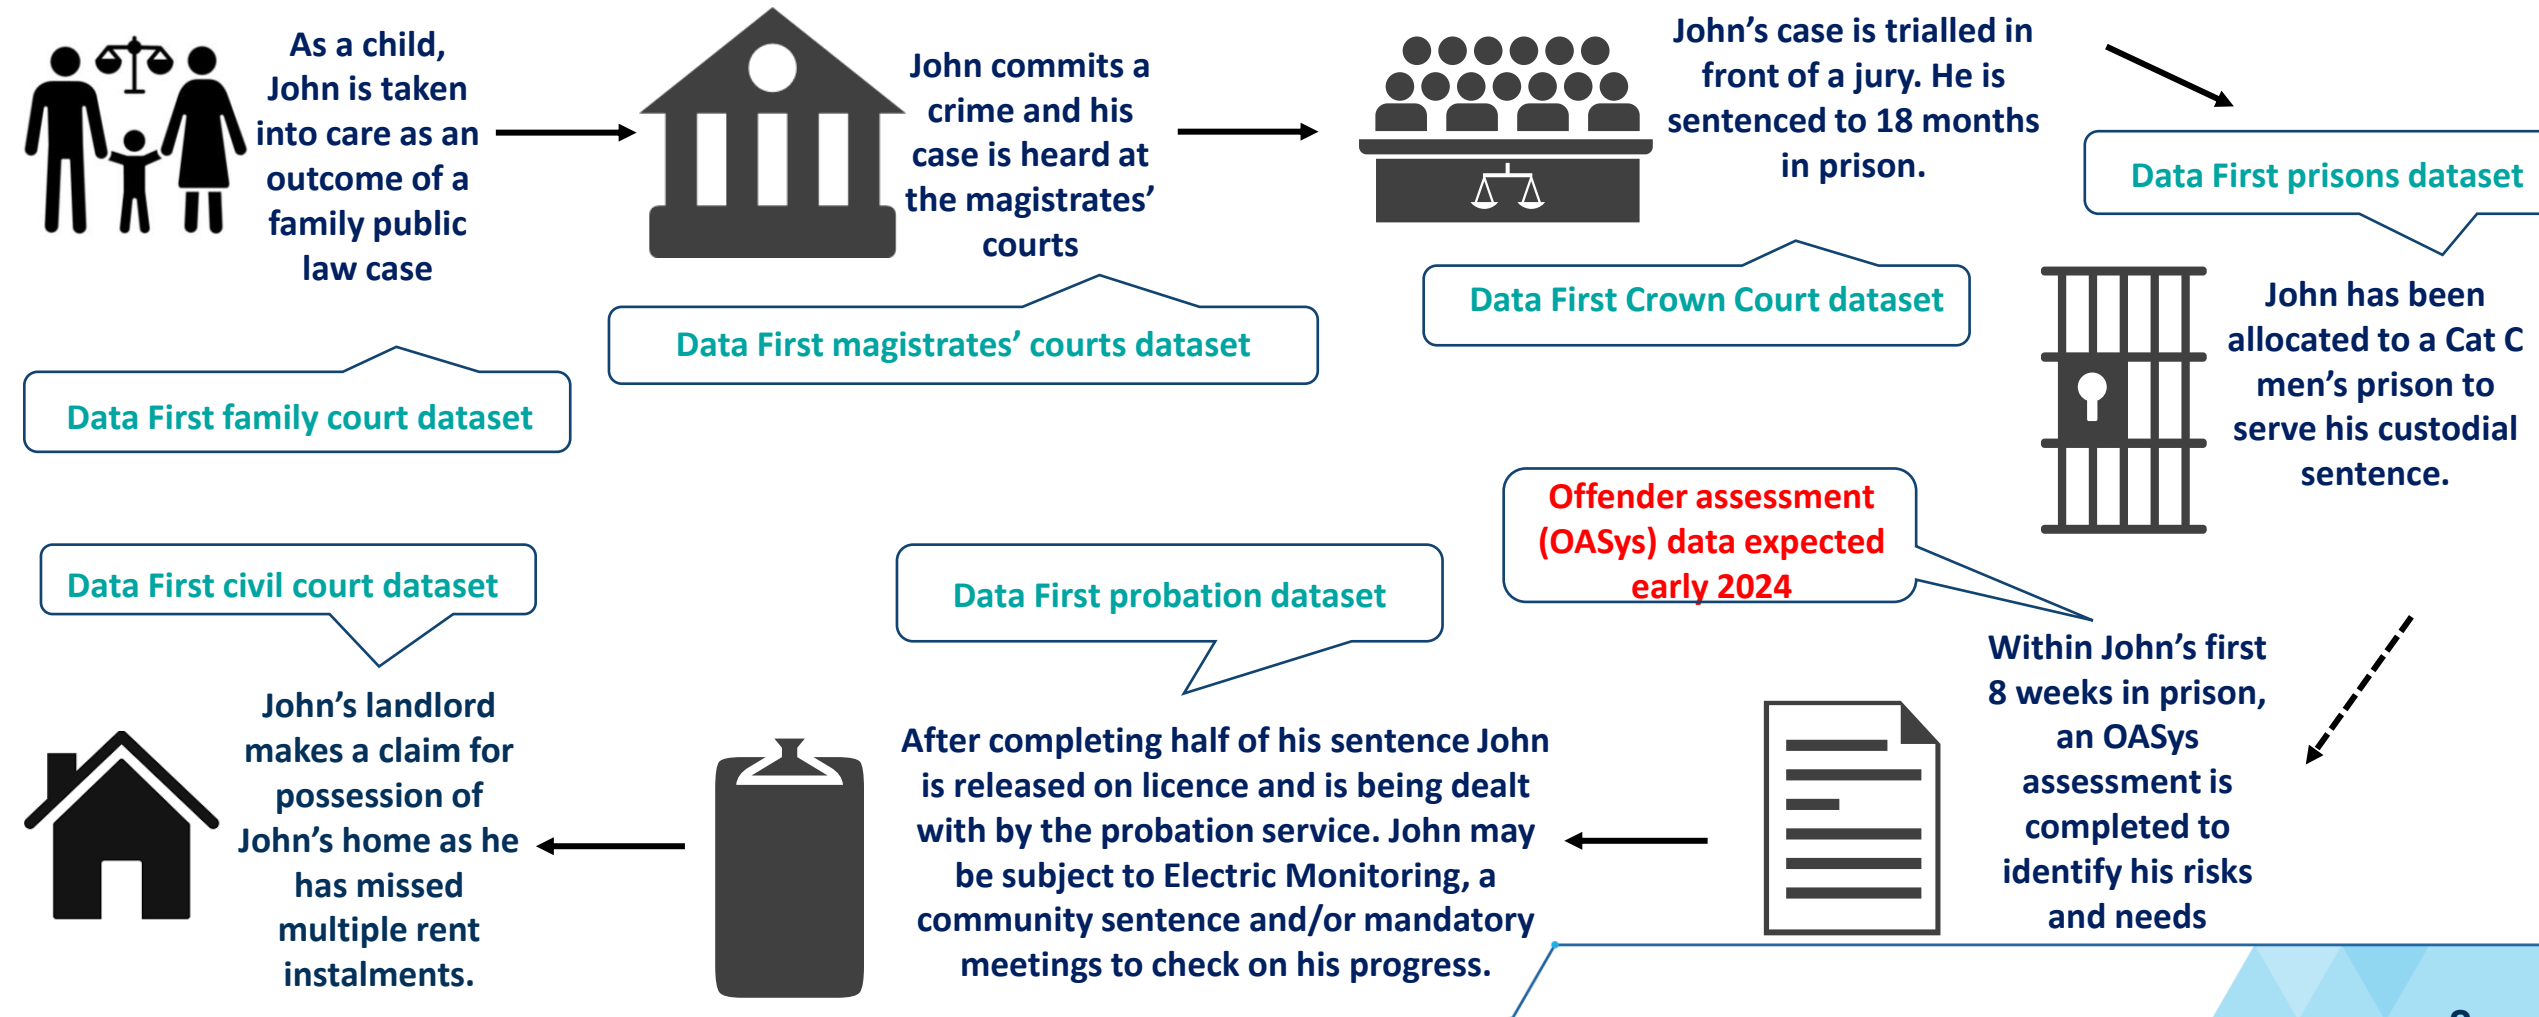 As a child,
John is taken
into care as an
outcome of a
family public
law case
Data First family court dataset
John commits a
crime and his
case is heard at
the magistrates’
courts
Data First magistrates’ courts dataset
John’s case is trialled in
front of a jury. He is
sentenced to 18 months
in prison.
Data First Crown Court dataset
Data First prisons dataset
John has been
allocated to a Cat C
men’s prison to
serve his custodial
sentence.
Offender assessment
(OASys) data expected
early 2024
Within John’s first
8 weeks in prison,
an OASys
assessment is
completed to
identify his risks
and needs
Data First probation dataset
After completing half of his sentence John
is released on licence and is being dealt
with by the probation service. John may
be subject to Electric Monitoring, a
community sentence and/or mandatory
meetings to check on his progress.
Data First civil court dataset
John’s landlord
makes a claim for
possession of
John’s home as he
has missed
multiple rent
instalments.